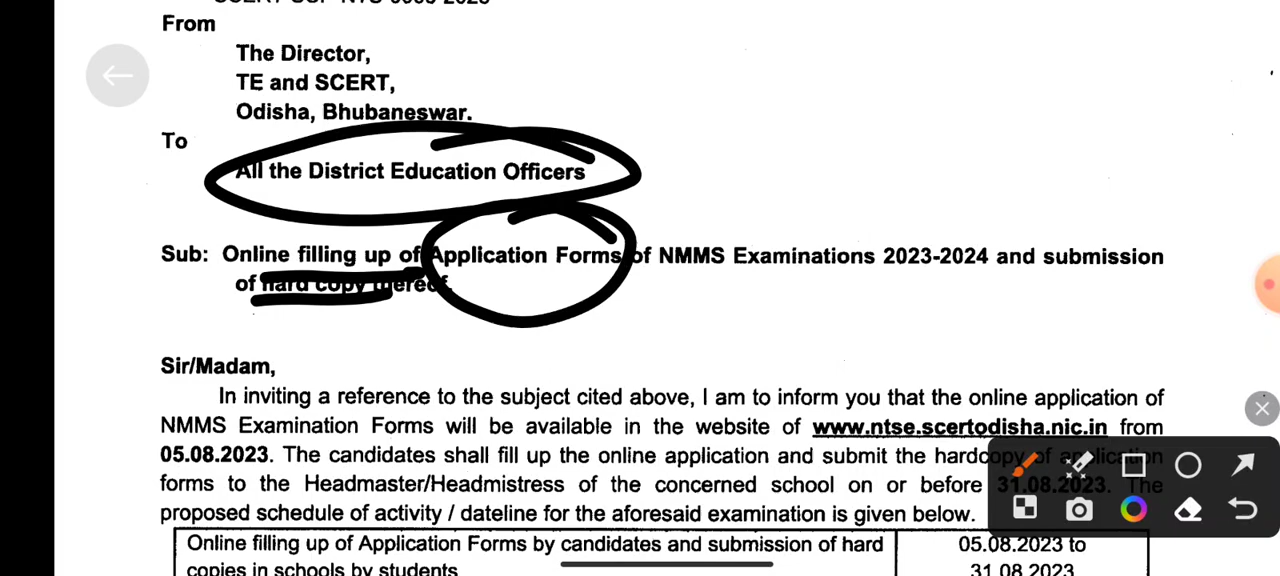 From
The Director,
TE and SCERT,
Odisha, Bhubaneswar.
To
All the District Education Officers
Sub: Online filling up of Application Forms of NMMS Examinations 2023-2024 and submission
of hard copy thereof.
Sir/Madam,
In inviting a reference to the subject cited above, I am to inform you that the online application of
NMMS Examination Forms will be available in the website of www.ntse.scertodisha.nic.in from
05.08.2023. The candidates shall fill up the online application and submit the hardcopy of application
forms to the Headmaster/Headmistress of the concerned school on or before 31.08.2023. The
proposed schedule of activity / dateline for the aforesaid examination is given below.
Online filling up of Application Forms by candidates and submission of hard 05.08.2023 to
copies in schools by students 31.08.2023